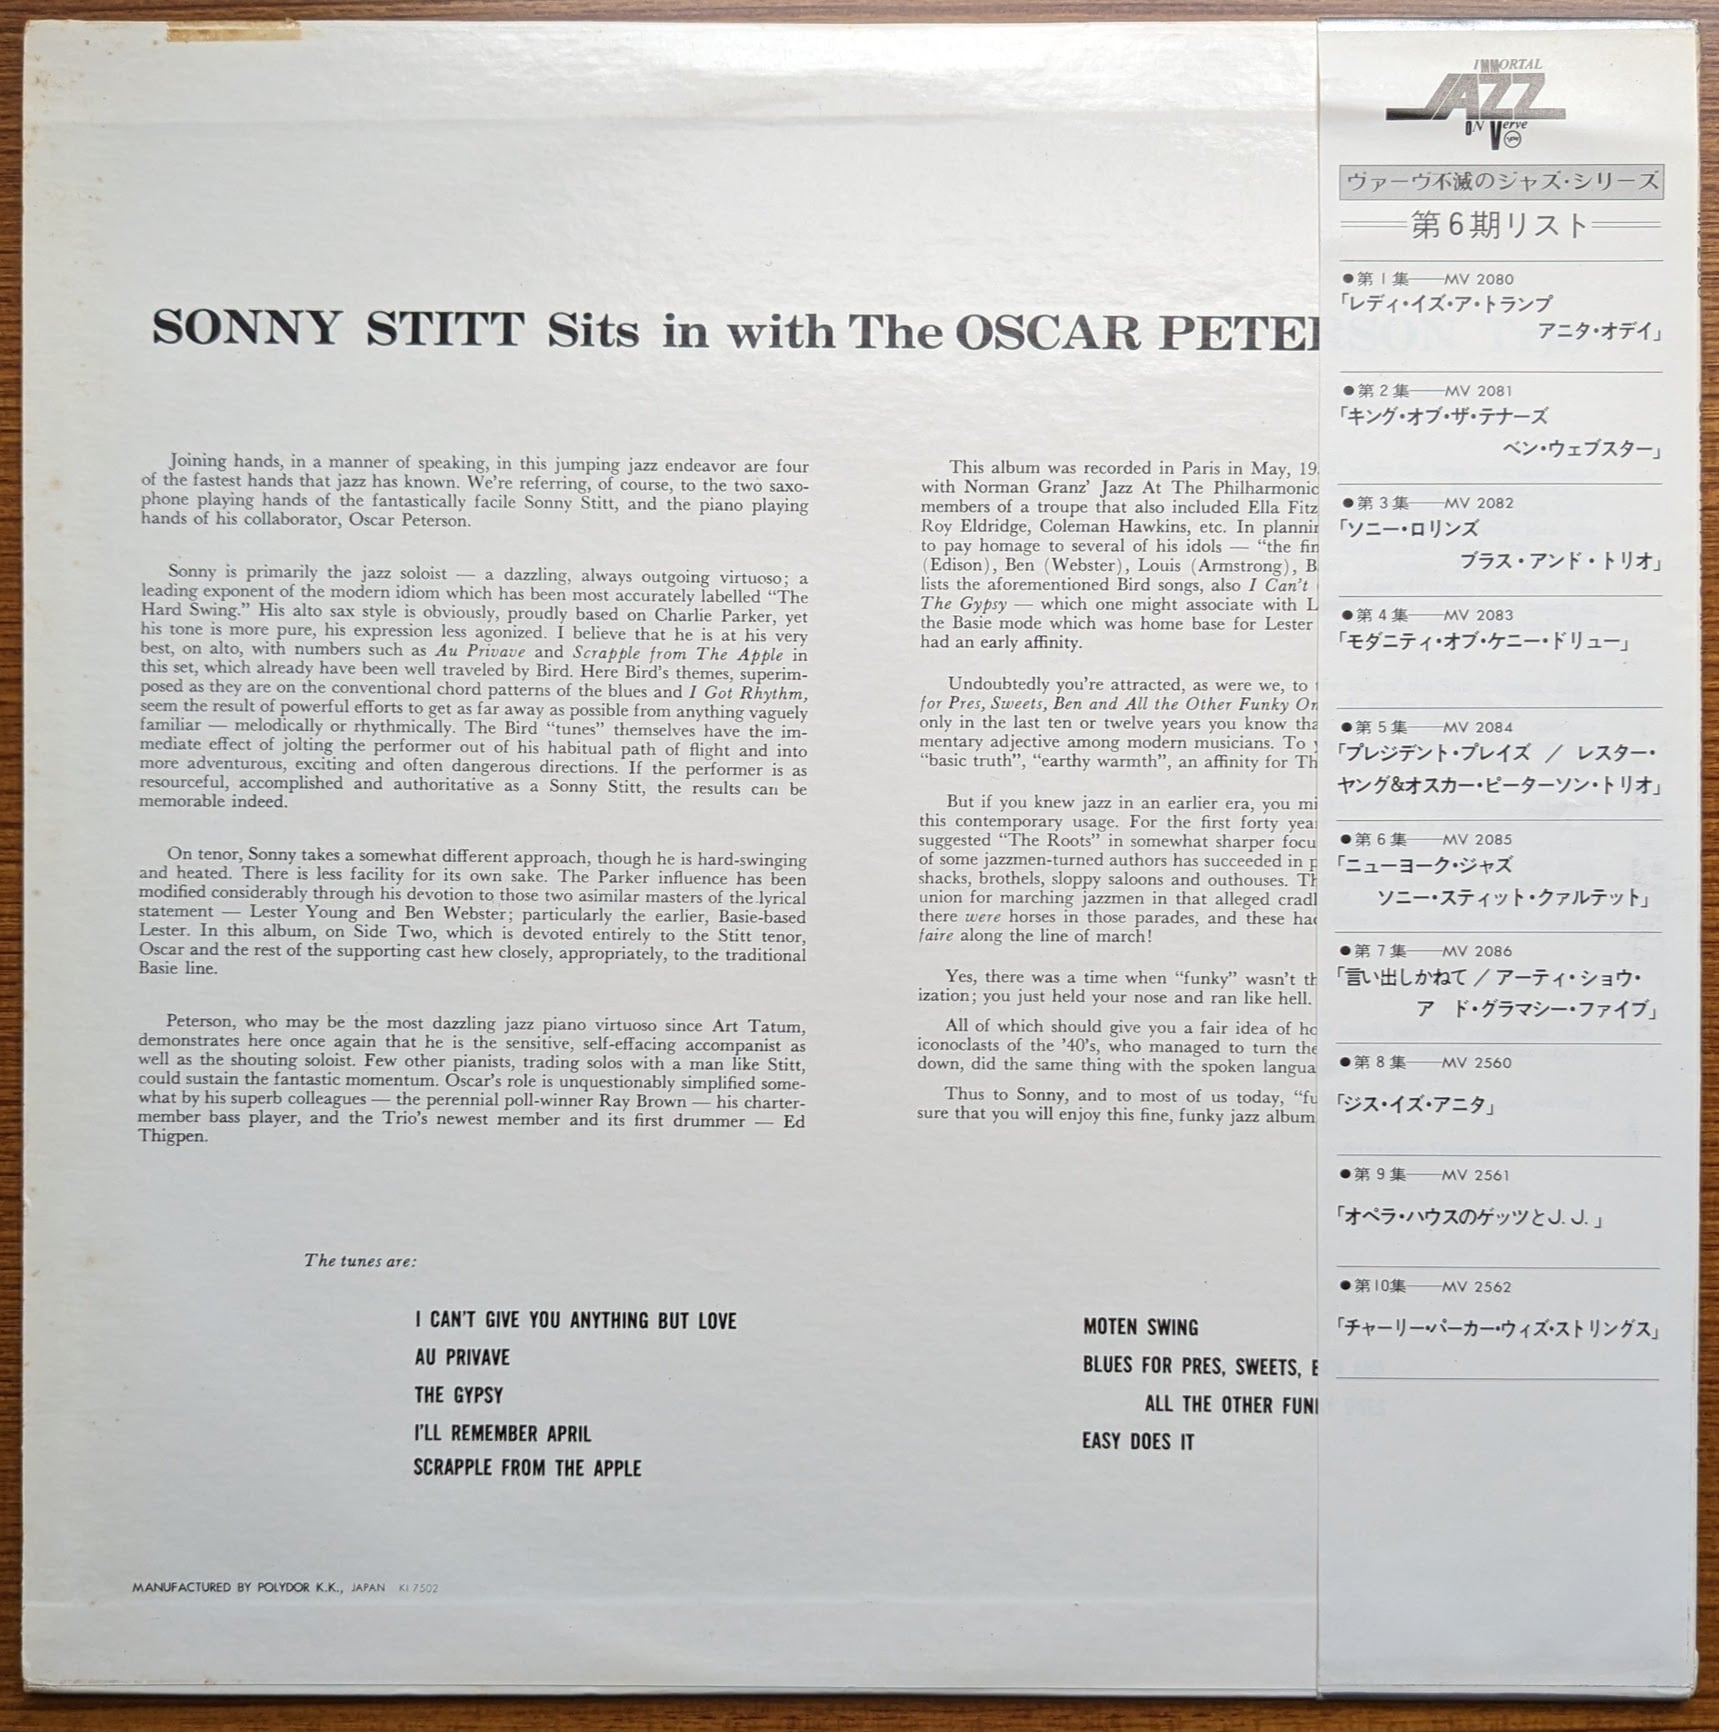 SONNY STITT Sits in with The OSCAR PETE
Joining hands, in a manner of speaking, in this jumping jazz endeavor are four
of the fastest hands that jazz has known. We're referring, of course, to the two saxo-
phone playing hands of the fantastically facile Sonny Stitt, and the piano playing
hands of his collaborator, Oscar Peterson.
Sonny is primarily the jazz soloist — a dazzling, always outgoing virtuoso; a
leading exponent of the modern idiom which has been most accurately labelled “The
Hard Swing.” His alto sax style is obviously, proudly based on Charlie Parker, yet
his tone is more pure, his expression less agonized. I believe that he is at his very
best, on alto, with numbers such as Au Privave and Scrapple from The Apple in
this set, which already have been well traveled by Bird. Here Bird's themes, superim-
posed as they are on the conventional chord patterns of the blues and I Got Rhythm,
seem the result of powerful efforts to get as far away as possible from anything vaguely
familiar — melodically or rhythmically. The Bird “tunes” themselves have the im-
mediate effect of jolting the performer out of his habitual path of flight and into
more adventurous, exciting and often dangerous directions. If the performer is as
resourceful, accomplished and authoritative as a Sonny Stitt, the results can be
memorable indeed.
On tenor, Sonny takes a somewhat different approach, though he is hard-swinging
and heated. There is less facility for its own sake. The Parker influence has been
modified considerably through his devotion to those two asimilar masters of the lyrical
statement — Lester Young and Ben Webster; particularly the earlier, Basie-based
Lester. In this album, on Side Two, which is devoted entirely to the Stitt tenor,
Oscar and the rest of the supporting cast hew closely, appropriately, to the traditional
Basie line.
Peterson, who may be the most dazzling jazz piano virtuoso since Art Tatum,
demonstrates here once again that he is the sensitive, self-effacing accompanist as
well as the shouting soloist. Few other pianists, trading solos with a man like Stitt,
could sustain the fantastic momentum. Oscar's role is unquestionably simplified some-
what by his superb colleagues — the perennial poll-winner Ray Brown — his charter-
member bass player, and the Trio's newest member and its first drummer — Ed
Thigpen.
This album was recorded in Paris in May, 19
with Norman Granz' Jazz At The Philharmonic
members of a troupe that also included Ella Fitz
Roy Eldridge, Coleman Hawkins, etc. In plannin
to pay homage to several of his idols — “the fin
(Edison), Ben (Webster), Louis (Armstrong), B
lists the aforementioned Bird songs, also I Can't
The Gypsy — which one might associate with L
the Basie mode which was home base for Lester
had an early affinity.
Undoubtedly you're attracted, as were we, to
for Pres, Sweets, Ben and All the Other Funky On
only in the last ten or twelve years you know tha
mentary adjective among modern musicians. To y
“basic truth”, “earthy warmth”, an affinity for Th
But if you knew jazz in an earlier era, you mi
this contemporary usage. For the first forty yea
suggested “The Roots” in somewhat sharper focu
of some jazzmen-turned authors has succeeded in p
shacks, brothels, sloppy saloons and outhouses. Th
union for marching jazzmen in that alleged cradl
there were horses in those parades, and these had
faire along the line of march!
Yes, there was a time when “funky” wasn't th
ization; you just held your nose and ran like hell.
All of which should give you a fair idea of ho
iconoclasts of the '40's, who managed to turn the
down, did the same thing with the spoken langua
Thus to Sonny, and to most of us today, “fu
sure that you will enjoy this fine, funky jazz album
The tunes are:
I CAN'T GIVE YOU ANYTHING BUT LOVE
AU PRIVAVE
THE GYPSY
I'LL REMEMBER APRIL
SCRAPPLE FROM THE APPLE
MOTEN SWING
BLUES FOR PRES, SWEETS, B
ALL THE OTHER FUN
EASY DOES IT
MANUFACTURED BY POLYDOR K.K., JAPAN KI 7502
IMMORTAL
JAZZ
ON Verve
ヴァーヴ不滅のジャズ・シリーズ
第6期リスト
●第1集──MV 2080
「レディ・イズ・ア・トランプ
アニタ・オデイ」
●第2集──MV 2081
「キング・オブ・ザ・テナーズ
ベン・ウェブスター」
●第3集──MV 2082
「ソニー・ロリンズ
ブラス・アンド・トリオ」
●第4集──MV 2083
「モダニティ・オブ・ケニー・ドリュー」
●第5集──MV 2084
「プレジデント・プレイズ / レスター・
ヤング&オスカー・ピーターソン・トリオ」
●第6集──MV 2085
「ニューヨーク・ジャズ
ソニー・スティット・クァルテット」
●第7集──MV 2086
「言い出しかねて / アーティ・ショウ・
ア ド・グラマシー・ファイブ」
●第8集──MV 2560
「ジス・イズ・アニタ」
●第9集──MV 2561
「オペラ・ハウスのゲッツとJ.J.」
●第10集──MV 2562
「チャーリー・パーカー・ウィズ・ストリングス」